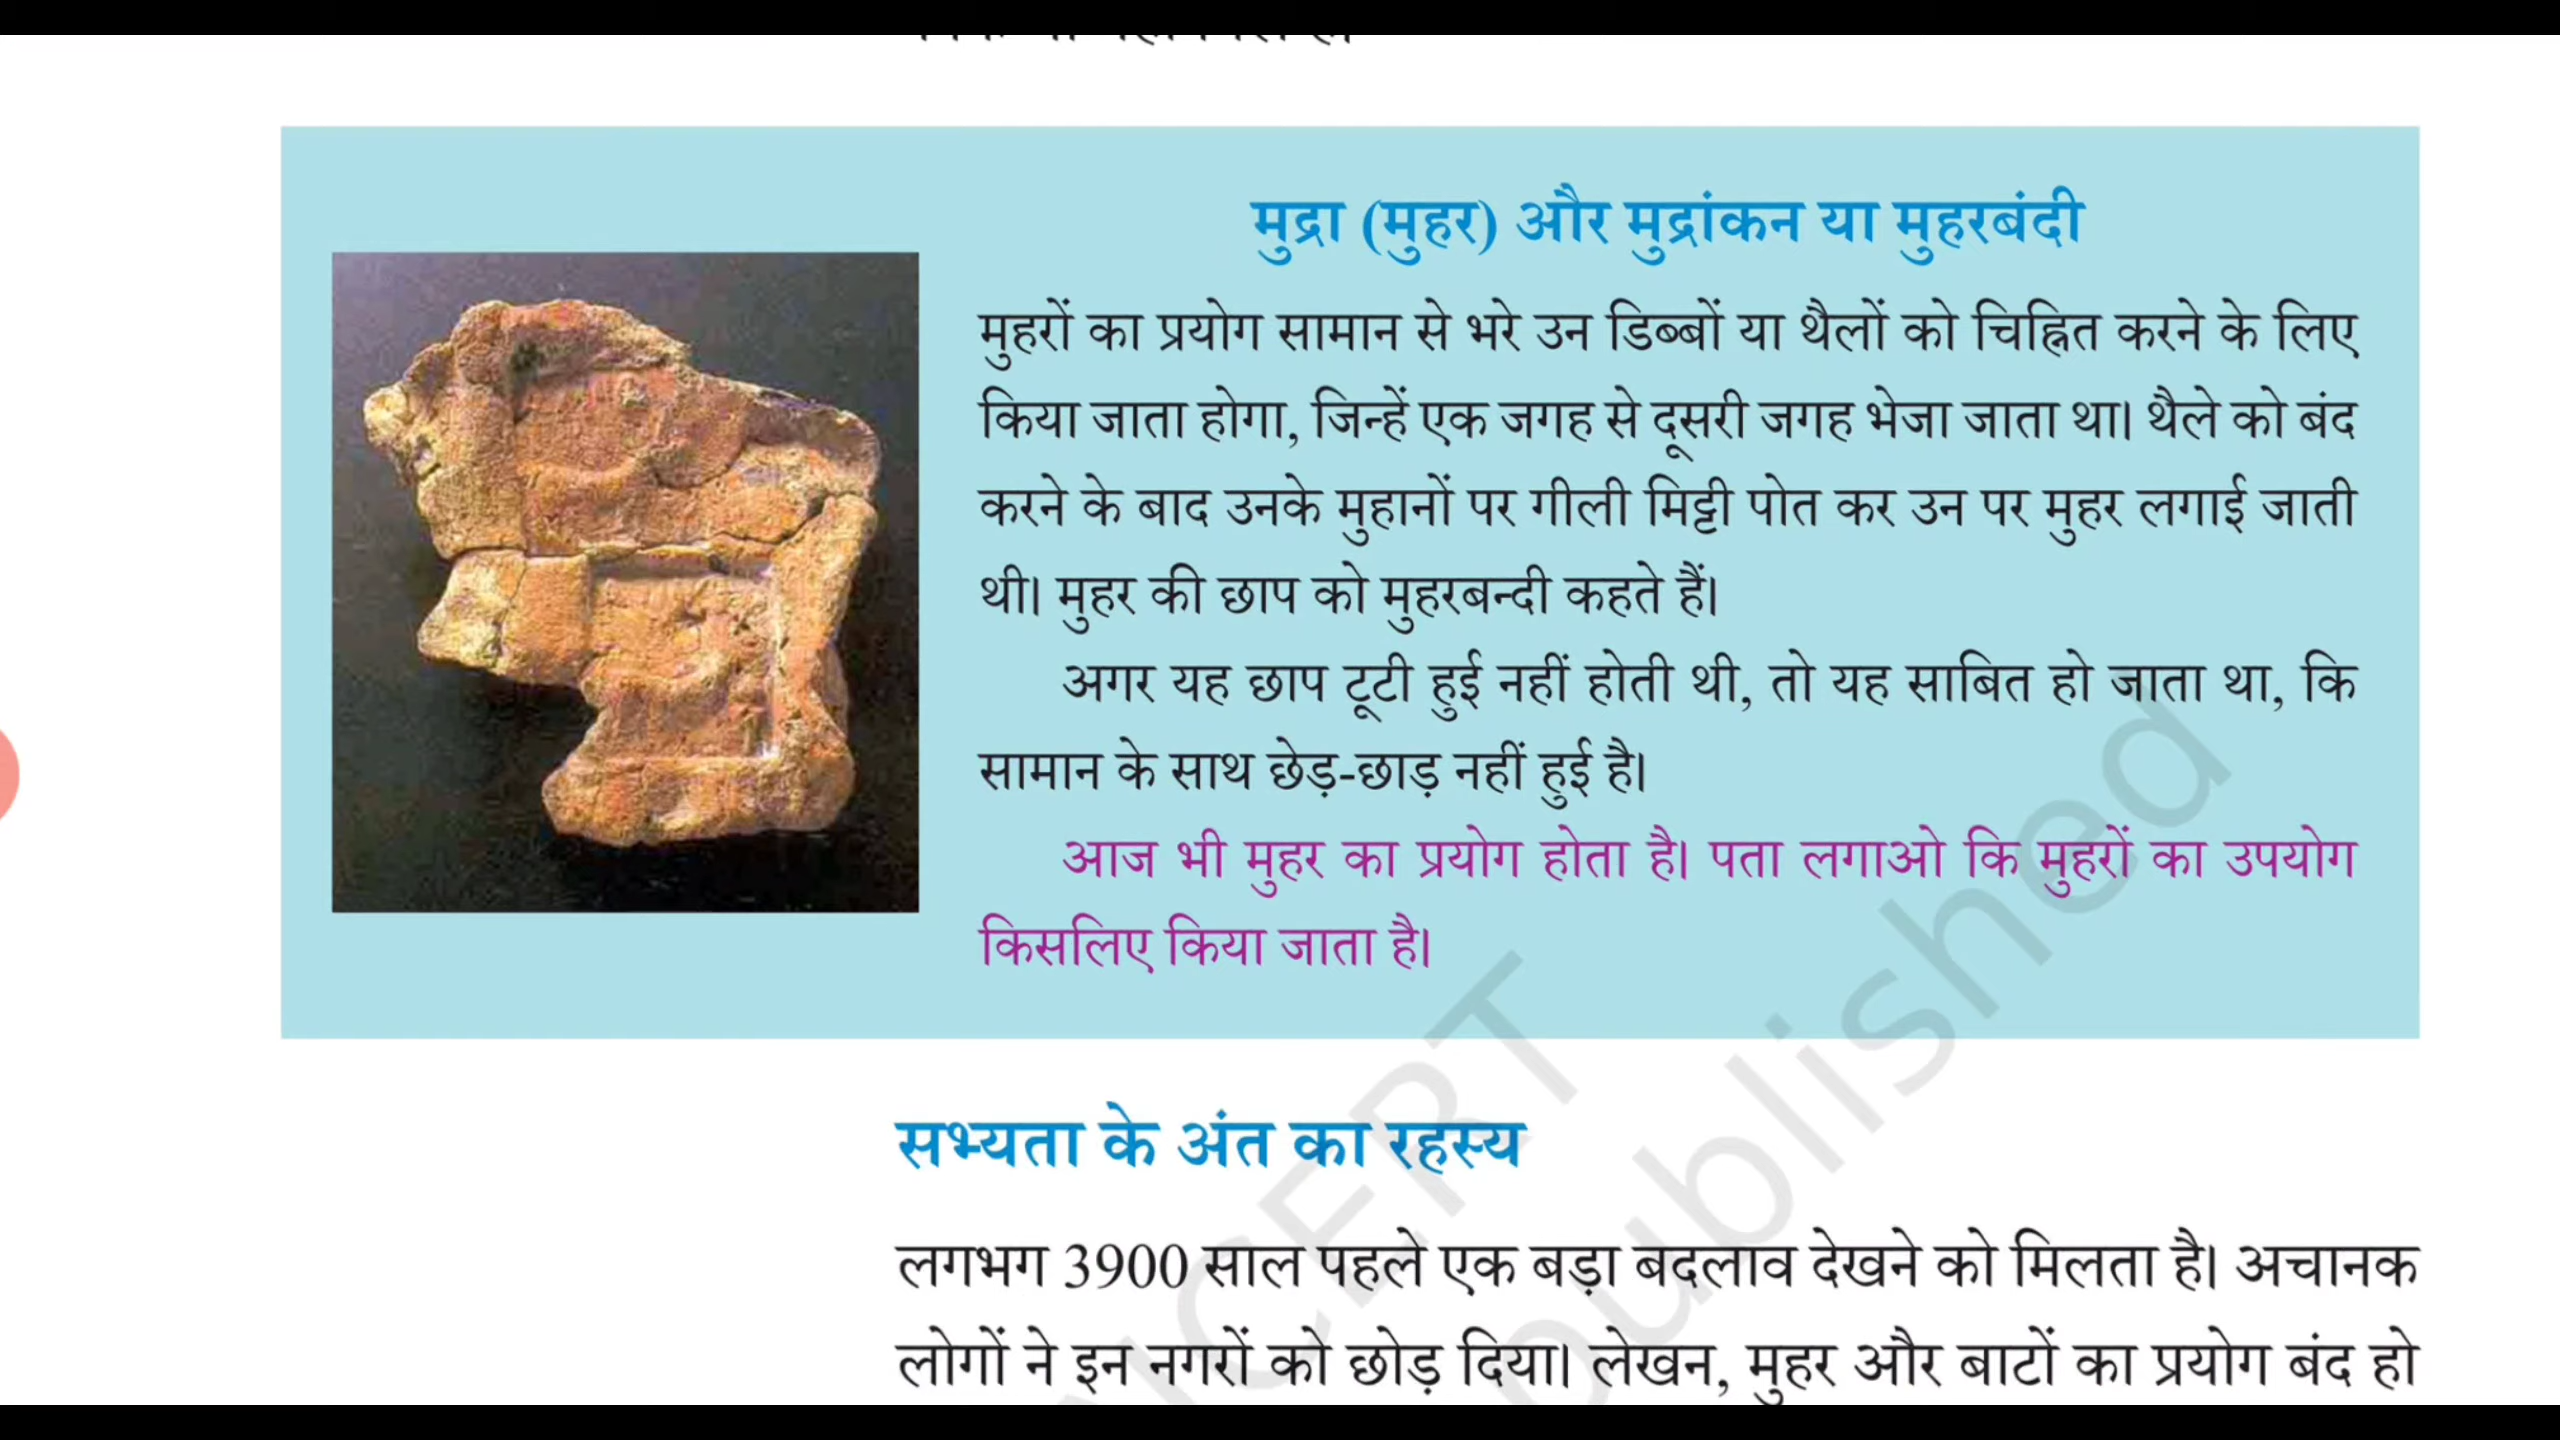 मुद्रा (मुहर) और मुद्रांकन या मुहरबंदी
मुहरों का प्रयोग सामान से भरे उन डिब्बों या थैलों को चिह्नित करने के लिए
किया जाता होगा, जिन्हें एक जगह से दूसरी जगह भेजा जाता था। थैले को बंद
करने के बाद उनके मुहानों पर गीली मिट्टी पोत कर उन पर मुहर लगाई जाती
थी। मुहर की छाप को मुहरबन्दी कहते हैं।
अगर यह छाप टूटी हुई नहीं होती थी, तो यह साबित हो जाता था, कि
सामान के साथ छेड़-छाड़ नहीं हुई है।
आज भी मुहर का प्रयोग होता है। पता लगाओ कि मुहरों का उपयोग
किसलिए किया जाता है।
सभ्यता के अंत का रहस्य
लगभग 3900 साल पहले एक बड़ा बदलाव देखने को मिलता है। अचानक
लोगों ने इन नगरों को छोड़ दिया। लेखन, मुहर और बाटों का प्रयोग बंद हो